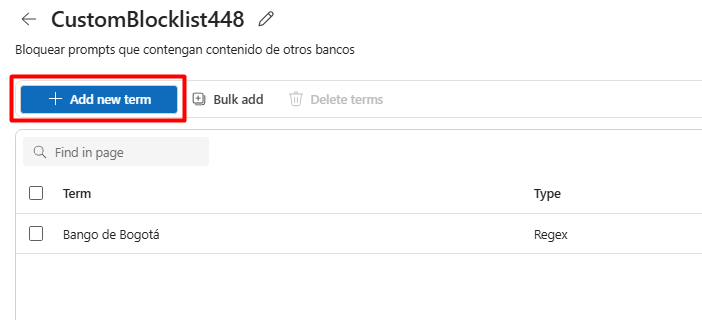 CustomBlocklist448
Bloquear prompts que contengan contenido de otros bancos
Add new term Bulk add Delete terms
Find in page
Term Type
Bango de Bogotá Regex